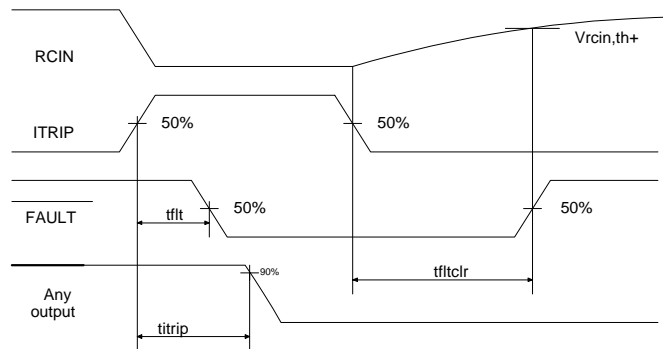 RCIN
Vrcin,th+
ITRIP
50%
50%
FAULT
tflt
50%
50%
Any
output
90%
tfltclr
titrip